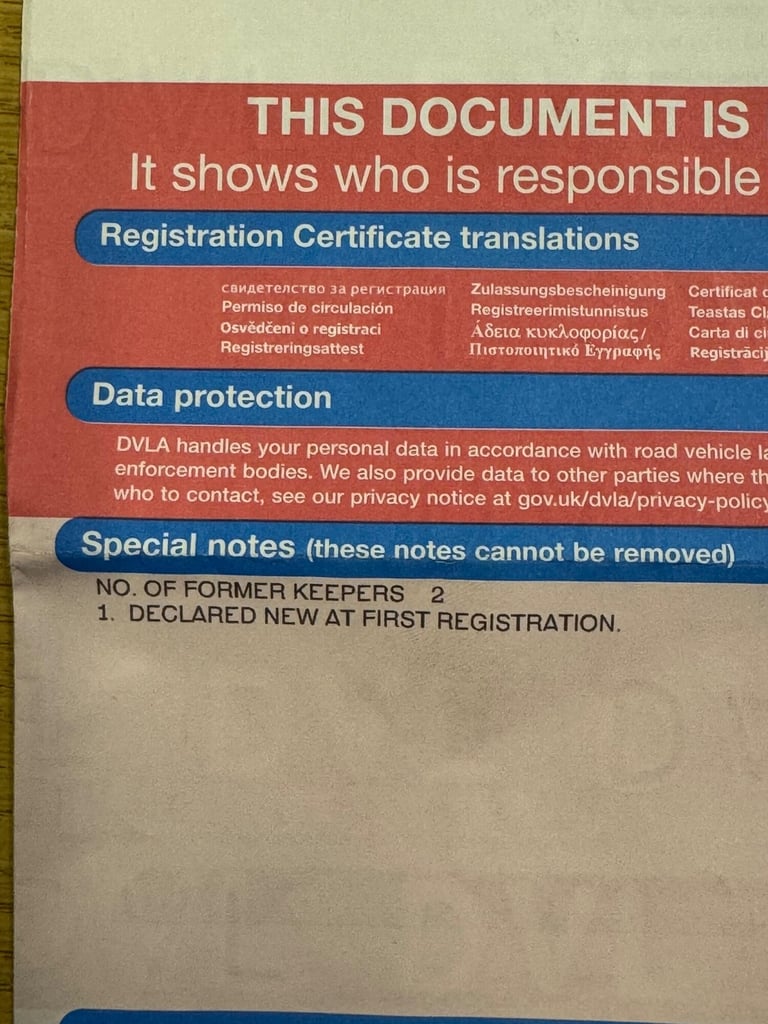 THIS DOCUMENT IS
It shows who is responsible
Registration Certificate translations
свидетелство за регистрация
Permiso de circulación
Osvědčeni o registraci
Registreringsattest
Zulassungsbescheinigung
Registreerimistunnistus
Άδεια κυκλοφορίας/
Πιστοποιητικό Εγγραφής
Certificat
Teastas
Carta di
Data protection
DVLA handles your personal data in accordance with road vehicle
enforcement bodies. We also provide data to other parties where
who to contact, see our privacy notice at gov.uk/dvla/privacy-policy
Special notes (these notes cannot be removed)
NO. OF FORMER KEEPERS 2
1. DECLARED NEW AT FIRST REGISTRATION.